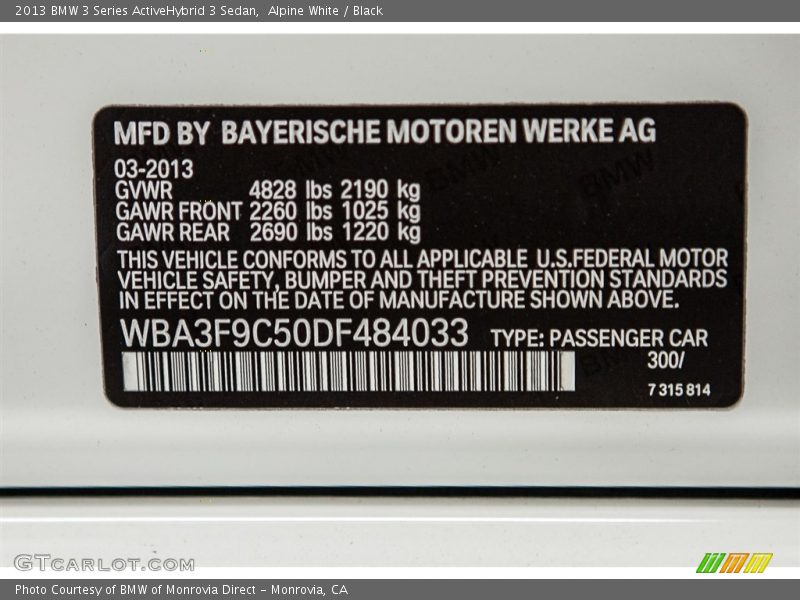 2013 BMW 3 Series ActiveHybrid 3 Sedan,  Alpine White / Black
MFD BY BAYERISCHE MOTOREN WERKE AG
03-2013
GVWR 4828 lbs 2190 kg
GAWR FRONT 2260 lbs 1025 kg
GAWR REAR 2690 lbs 1220 kg
THIS VEHICLE CONFORMS TO ALL APPLICABLE U.S.FEDERAL MOTOR
VEHICLE SAFETY, BUMPER AND THEFT PREVENTION STANDARDS
IN EFFECT ON THE DATE OF MANUFACTURE SHOWN ABOVE.
WBA3F9C50DF484033 TYPE: PASSENGER CAR
300/
7 315 814
GTCARLOT.COM
Photo Courtesy of BMW of Monrovia Direct – Monrovia, CA